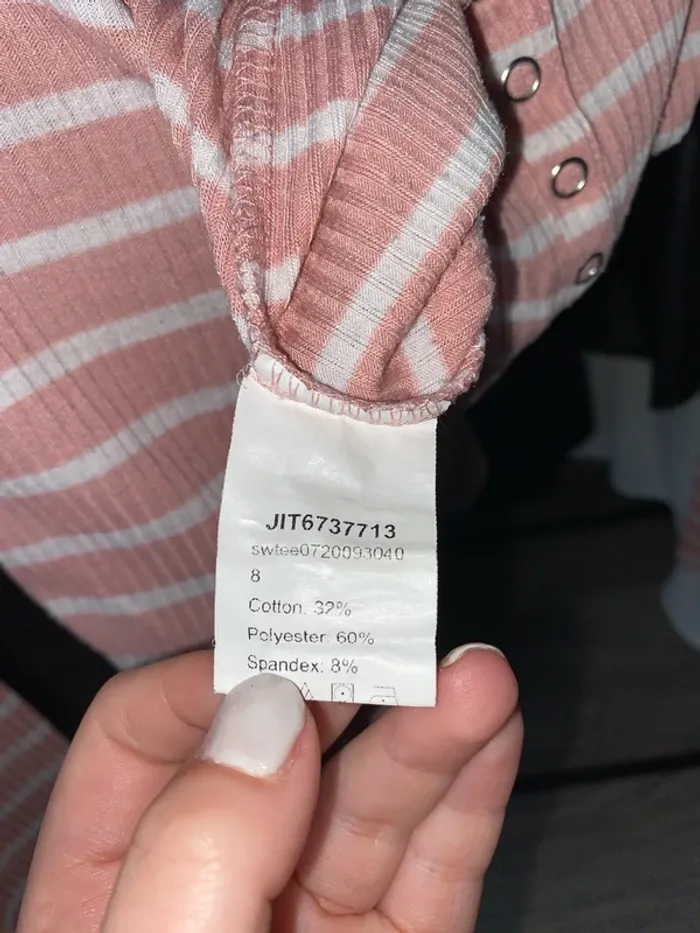 JIT6737713
swtee0720093040
8
Cotton: 32%
Polyester: 60%
Spandex: 8%